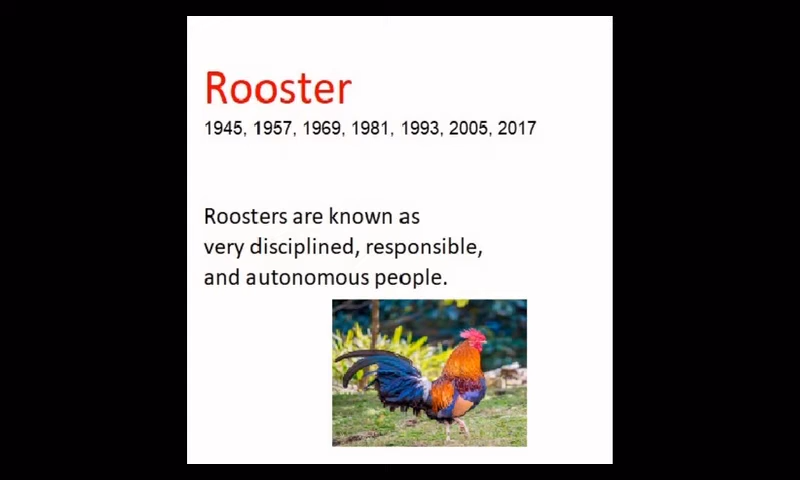 Rooster
1945, 1957, 1969, 1981, 1993, 2005, 2017
Roosters are known as
very disciplined, responsible,
and autonomous people.